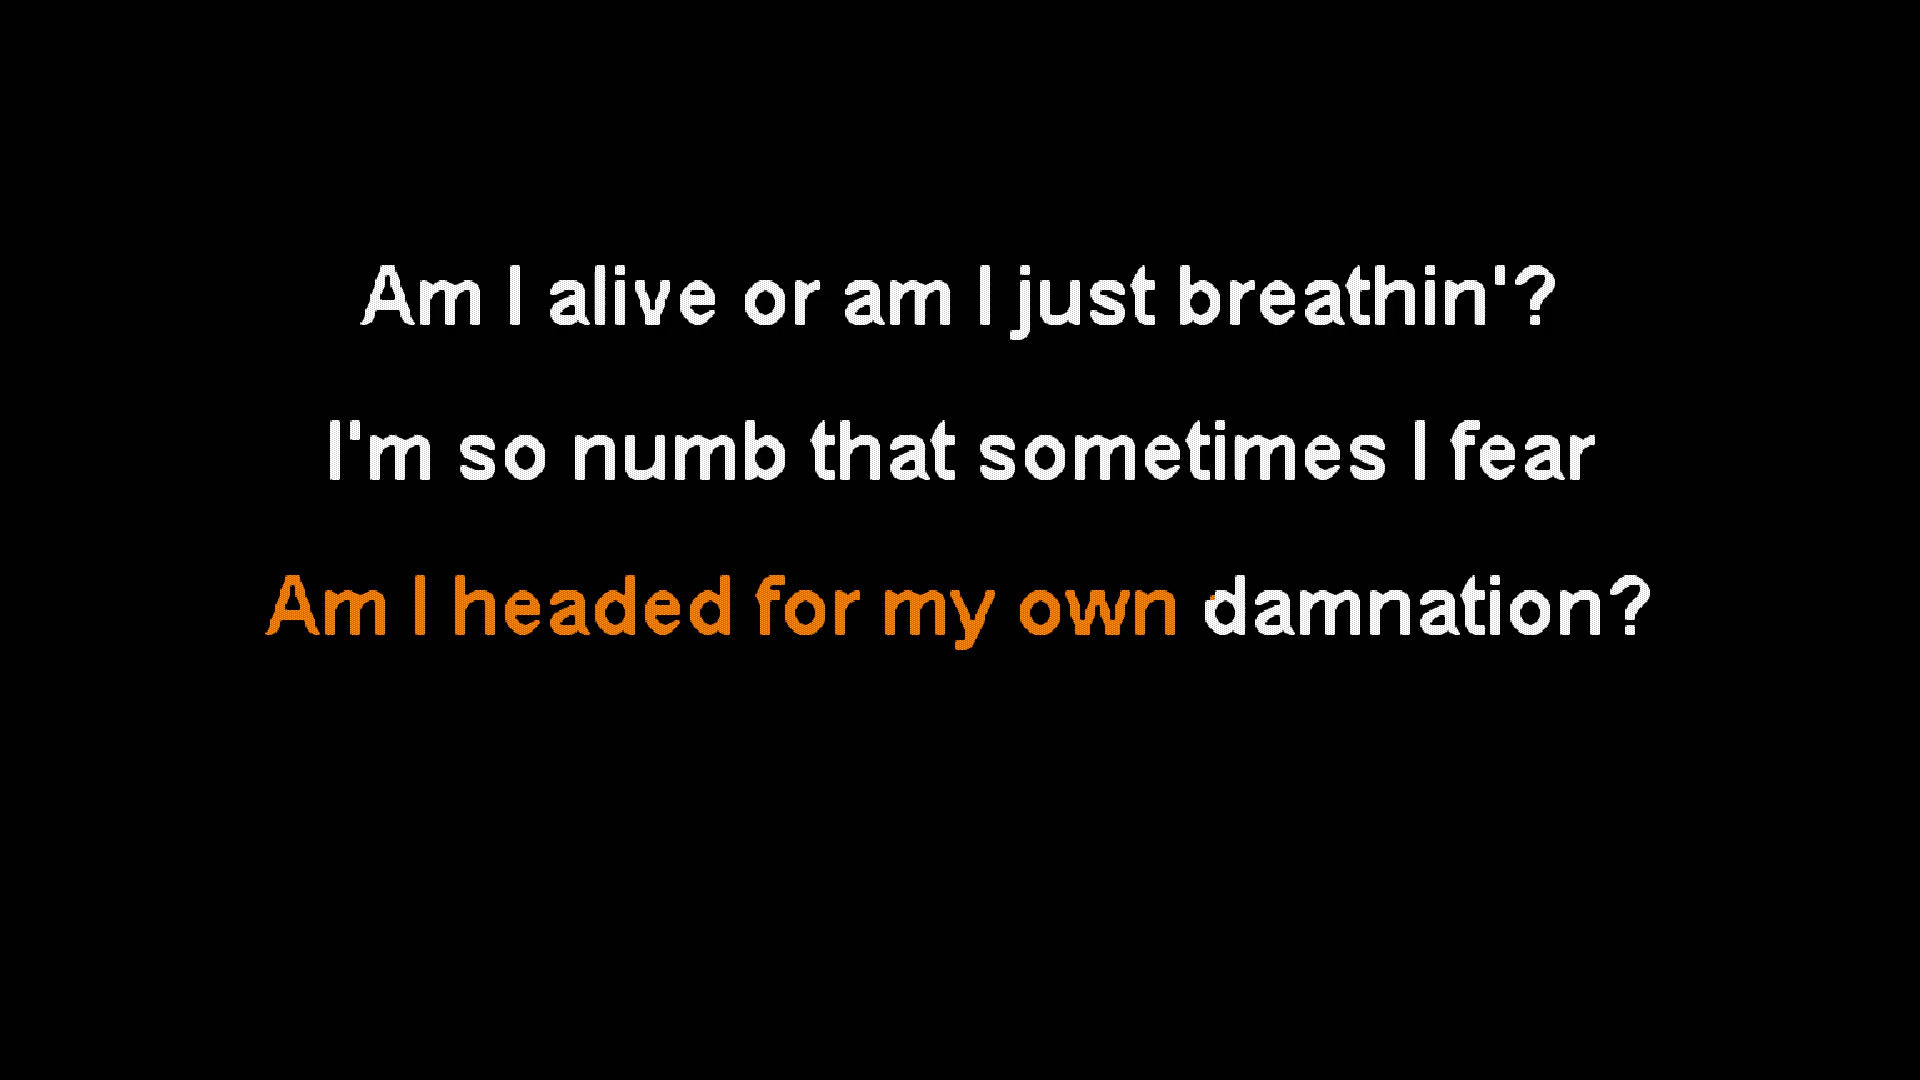 Am I alive or am I just breathin'?
I'm so numb that sometimes I fear
Am I headed for my own damnation?